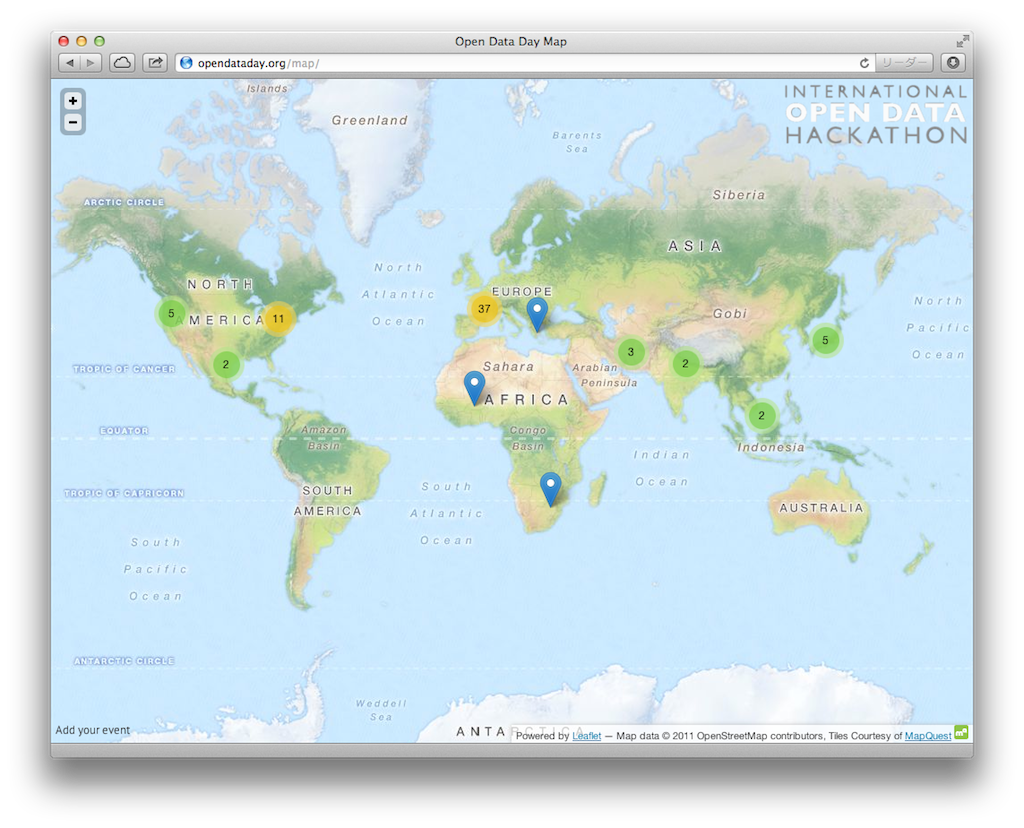 Open Data Day Map
opendataday.org/map/
リーダー
+
−
INTERNATIONAL
OPEN DATA
HACKATHON
Islands
Greenland
Barents
Sea
Siberia
ARCTIC CIRCLE
ASIA
NORTH
AMERICA
North
Atlantic
Ocean
EUROPE
Gobi
North
Pacific
Ocean
5
11
37
2
3
2
5
2
TROPIC OF CANCER
Sahara
Arabian
Peninsula
AFRICA
EQUATOR
Amazon
Basin
Congo
Basin
Indonesia
Indian
Ocean
TROPIC OF CAPRICORN
SOUTH
AMERICA
South
Atlantic
Ocean
AUSTRALIA
South
Pacific
Ocean
ANTARCTIC CIRCLE
Weddell
Sea
ANTARCTICA
Add your event
Powered by Leaflet — Map data © 2011 OpenStreetMap contributors, Tiles Courtesy of MapQuest